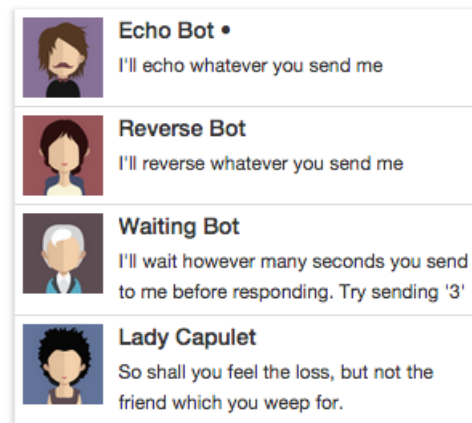 Echo Bot •
I'll echo whatever you send me
Reverse Bot
I'll reverse whatever you send me
Waiting Bot
I'll wait however many seconds you send
to me before responding. Try sending '3'
Lady Capulet
So shall you feel the loss, but not the
friend which you weep for.